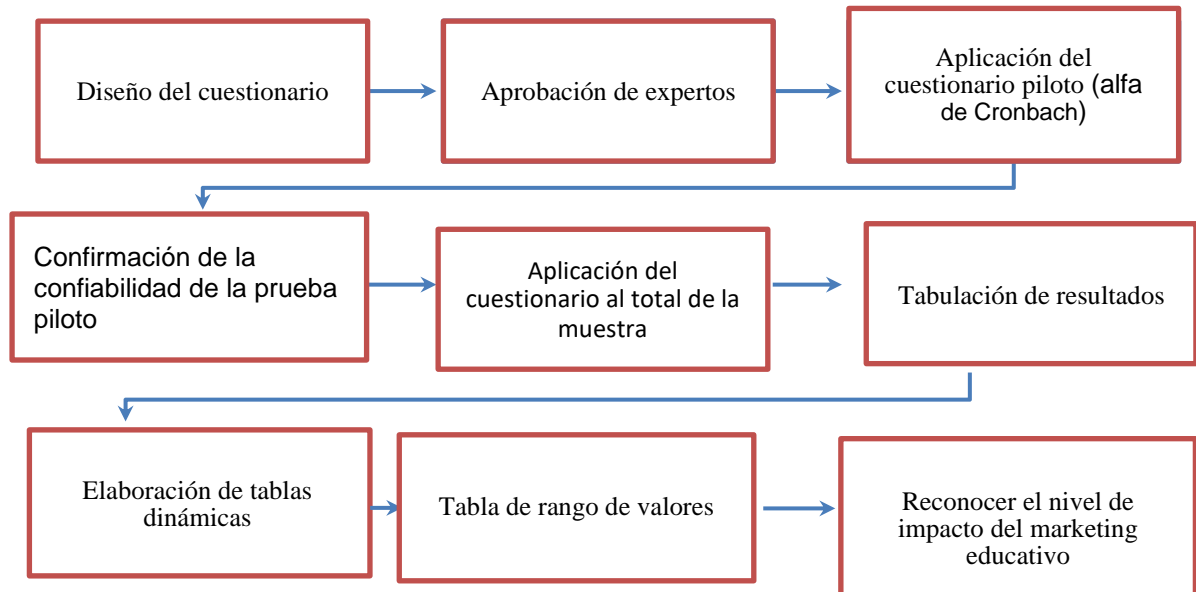 Diseño del cuestionario
Aprobación de expertos
Aplicación del
cuestionario piloto (alfa
de Cronbach)
Confirmación de la
confiabilidad de la prueba
piloto
Aplicación del
cuestionario al total de la
muestra
Tabulación de resultados
Elaboración de tablas
dinámicas
Tabla de rango de valores
Reconocer el nivel de
impacto del marketing
educativo